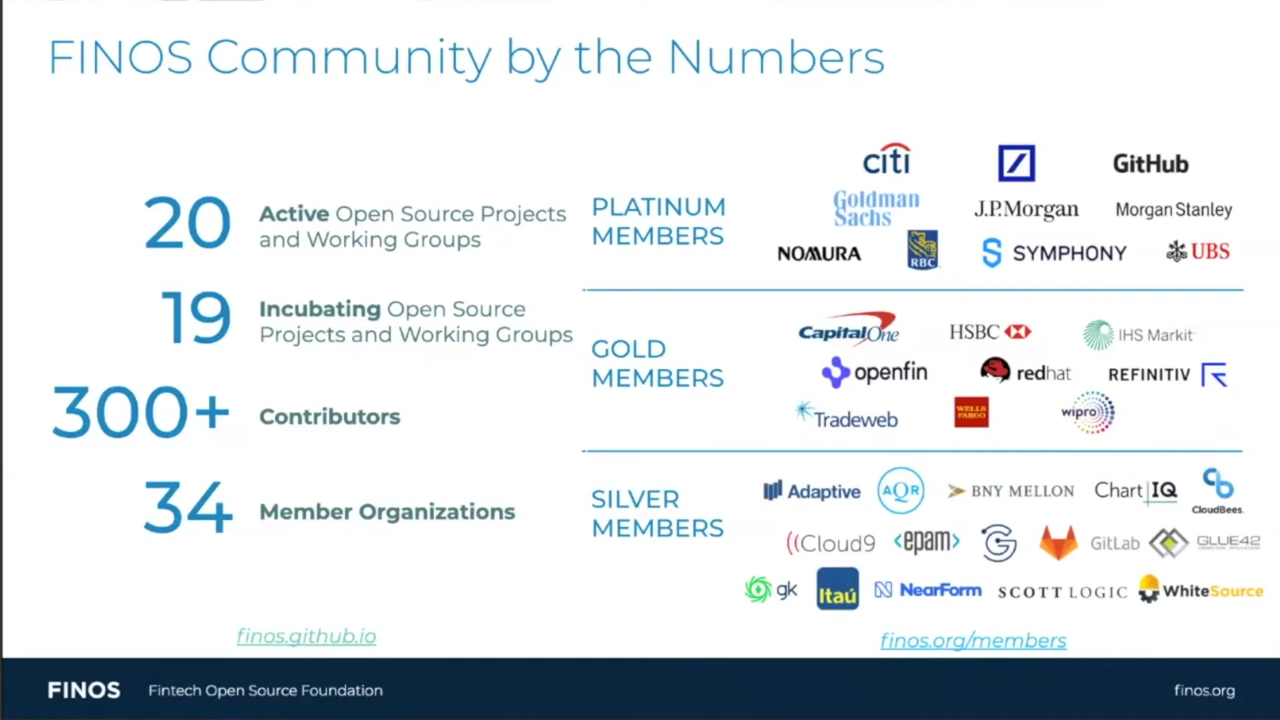 FINOS Community by the Numbers
20
Active Open Source Projects
and Working Groups
19
Incubating Open Source
Projects and Working Groups
300+
Contributors
34
Member Organizations
finos.github.io
PLATINUM
MEMBERS
citi
GitHub
Goldman
Sachs
J.P.Morgan
Morgan Stanley
NOMURA
RBC
SYMPHONY
UBS
GOLD
MEMBERS
CapitalOne
HSBC
IHS Markit
openfin
redhat
REFINITIV
Tradeweb
WELLS
FARGO
wipro
SILVER
MEMBERS
Adaptive
AQR
BNY MELLON
Chart IQ
CloudBees
((Cloud9
<epam>
GitLab
GLUE42
gk
Itaú
NearForm
SCOTT LOGIC
WhiteSource
finos.org/members
FINOS
Fintech Open Source Foundation
finos.org